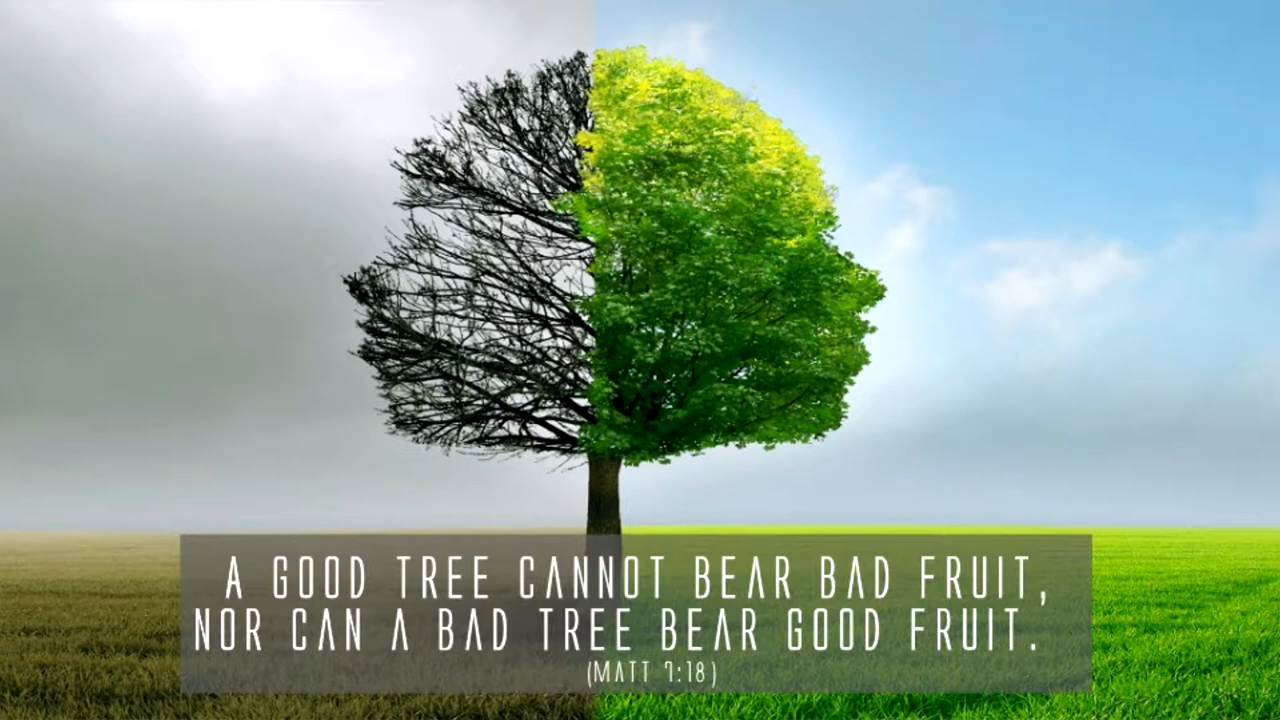 A GOOD TREE CANNOT BEAR BAD FRUIT,
NOR CAN A BAD TREE BEAR GOOD FRUIT.
(MATT 7:18)